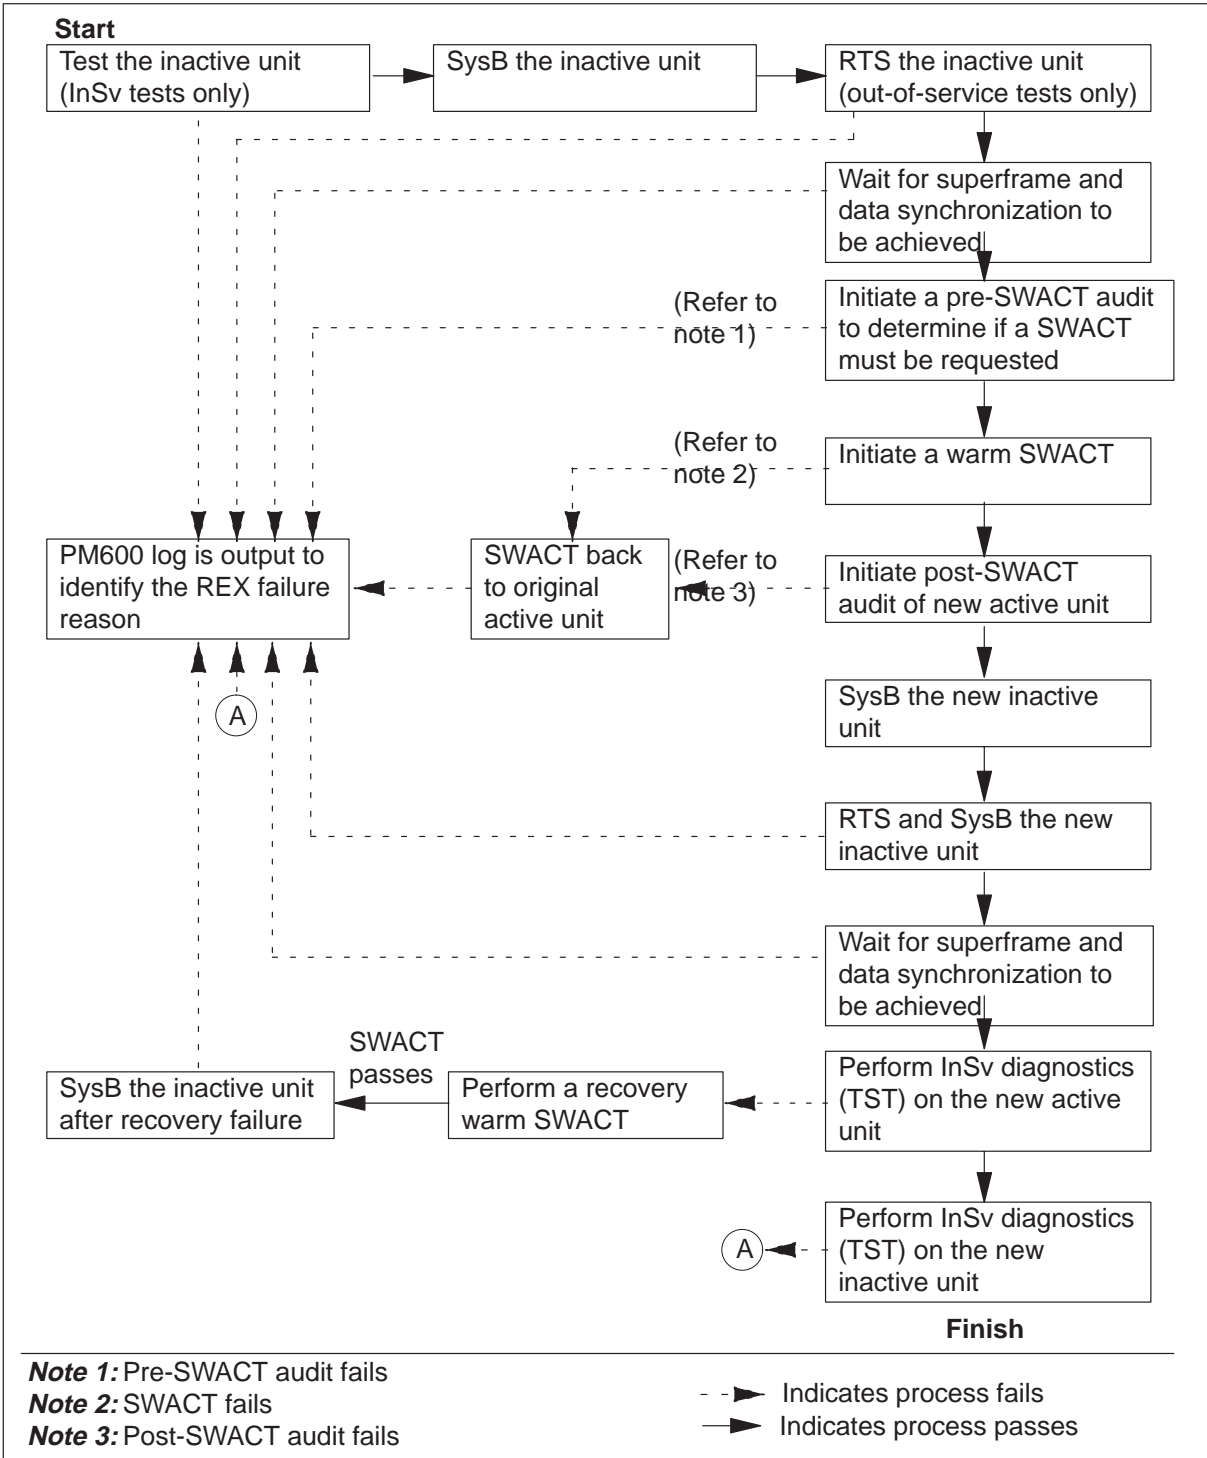 Start
Test the inactive unit
(InSv tests only)
SysB the inactive unit
RTS the inactive unit
(out-of-service tests only)
Wait for superframe and
data synchronization to
be achieved
(Refer to
note 1)
Initiate a pre-SWACT audit
to determine if a SWACT
must be requested
(Refer to
note 2)
Initiate a warm SWACT
PM600 log is output to
identify the REX failure
reason
SWACT back
to original
active unit
(Refer to
note 3)
Initiate post-SWACT
audit of new active unit
A
SysB the new inactive
unit
RTS and SysB the new
inactive unit
Wait for superframe and
data synchronization to
be achieved
SysB the inactive unit
after recovery failure
SWACT
passes
Perform a recovery
warm SWACT
Perform InSv diagnostics
(TST) on the new active
unit
A
Perform InSv diagnostics
(TST) on the new
inactive unit
Finish
Note 1: Pre-SWACT audit fails
Note 2: SWACT fails
Note 3: Post-SWACT audit fails
Indicates process fails
Indicates process passes